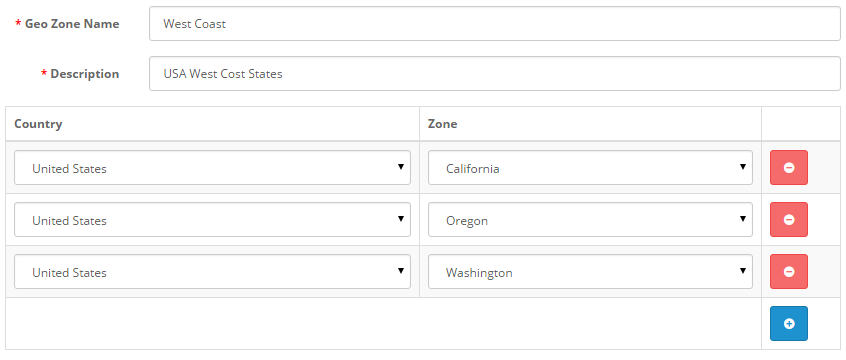 * Geo Zone Name West Coast
* Description USA West Cost States
Country Zone
United States California
United States Oregon
United States Washington